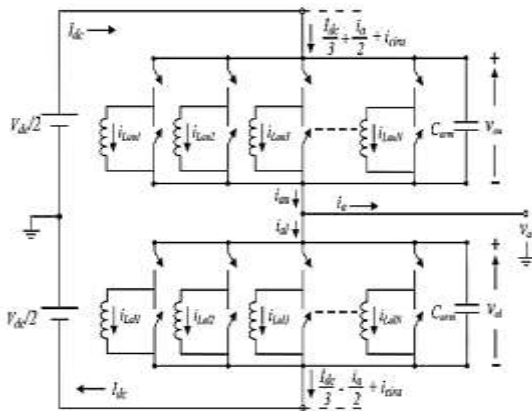 I_dc
I_dc/3 + i_a/2 + i_cira
V_dc/2
i_Lau1
i_Lau2
i_Lau3
i_LauN
C_arm
v_au
+
-
i_au
i_a
i_al
v_a
V_dc/2
i_Lal1
i_Lal2
i_Lal3
i_LalN
C_arm
v_al
+
-
I_dc
I_dc/3 - i_a/2 + i_cira